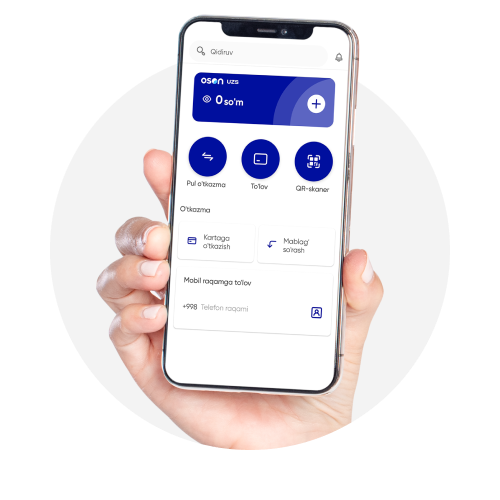 Qidiruv
oson UZS
0 so'm
Pul o'tkazma
To'lov
QR-skaner
O'tkazma
Kartaga
o'tkazish
Mablag'
so'rash
Mobil raqamga to'lov
+998 Telefon raqami